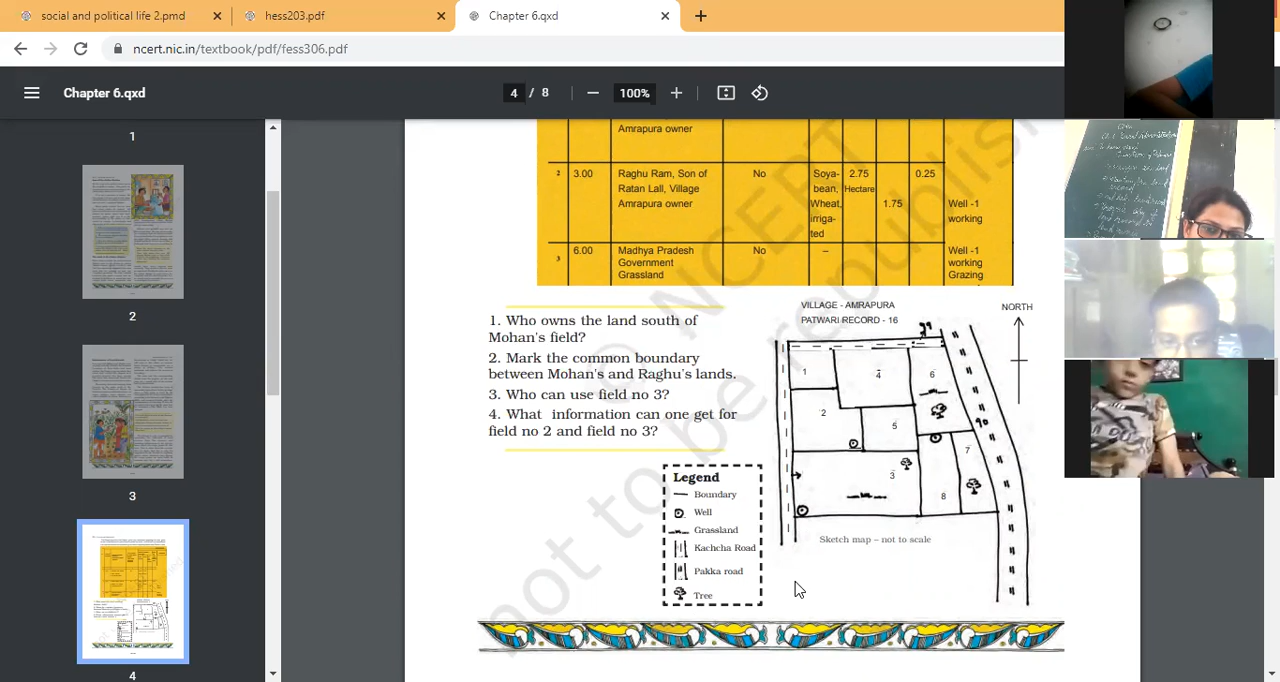 social and political life 2.pmd
hess203.pdf
Chapter 6.qxd
ncert.nic.in/textbook/pdf/fess306.pdf
Chapter 6.qxd
4 / 8
100%
1
2
3
4
Amrapura owner
2 3.00 Raghu Ram, Son of Ratan Lall, Village Amrapura owner No Soya-bean, Wheat, irriga-ted 2.75 Hectare 1.75 0.25 Well -1 working
3 6.00 Madhya Pradesh Government Grassland No – Well -1 working Grazing
1. Who owns the land south of
Mohan's field?
2. Mark the common boundary
between Mohan's and Raghu's lands.
3. Who can use field no 3?
4. What information can one get for
field no 2 and field no 3?
VILLAGE - AMRAPURA
PATWARI RECORD - 16
NORTH
1
4
6
2
5
7
3
8
Legend
Boundary
Well
Grassland
Kachcha Road
Pakka road
Tree
Sketch map – not to scale
not to be republish
© NCERT